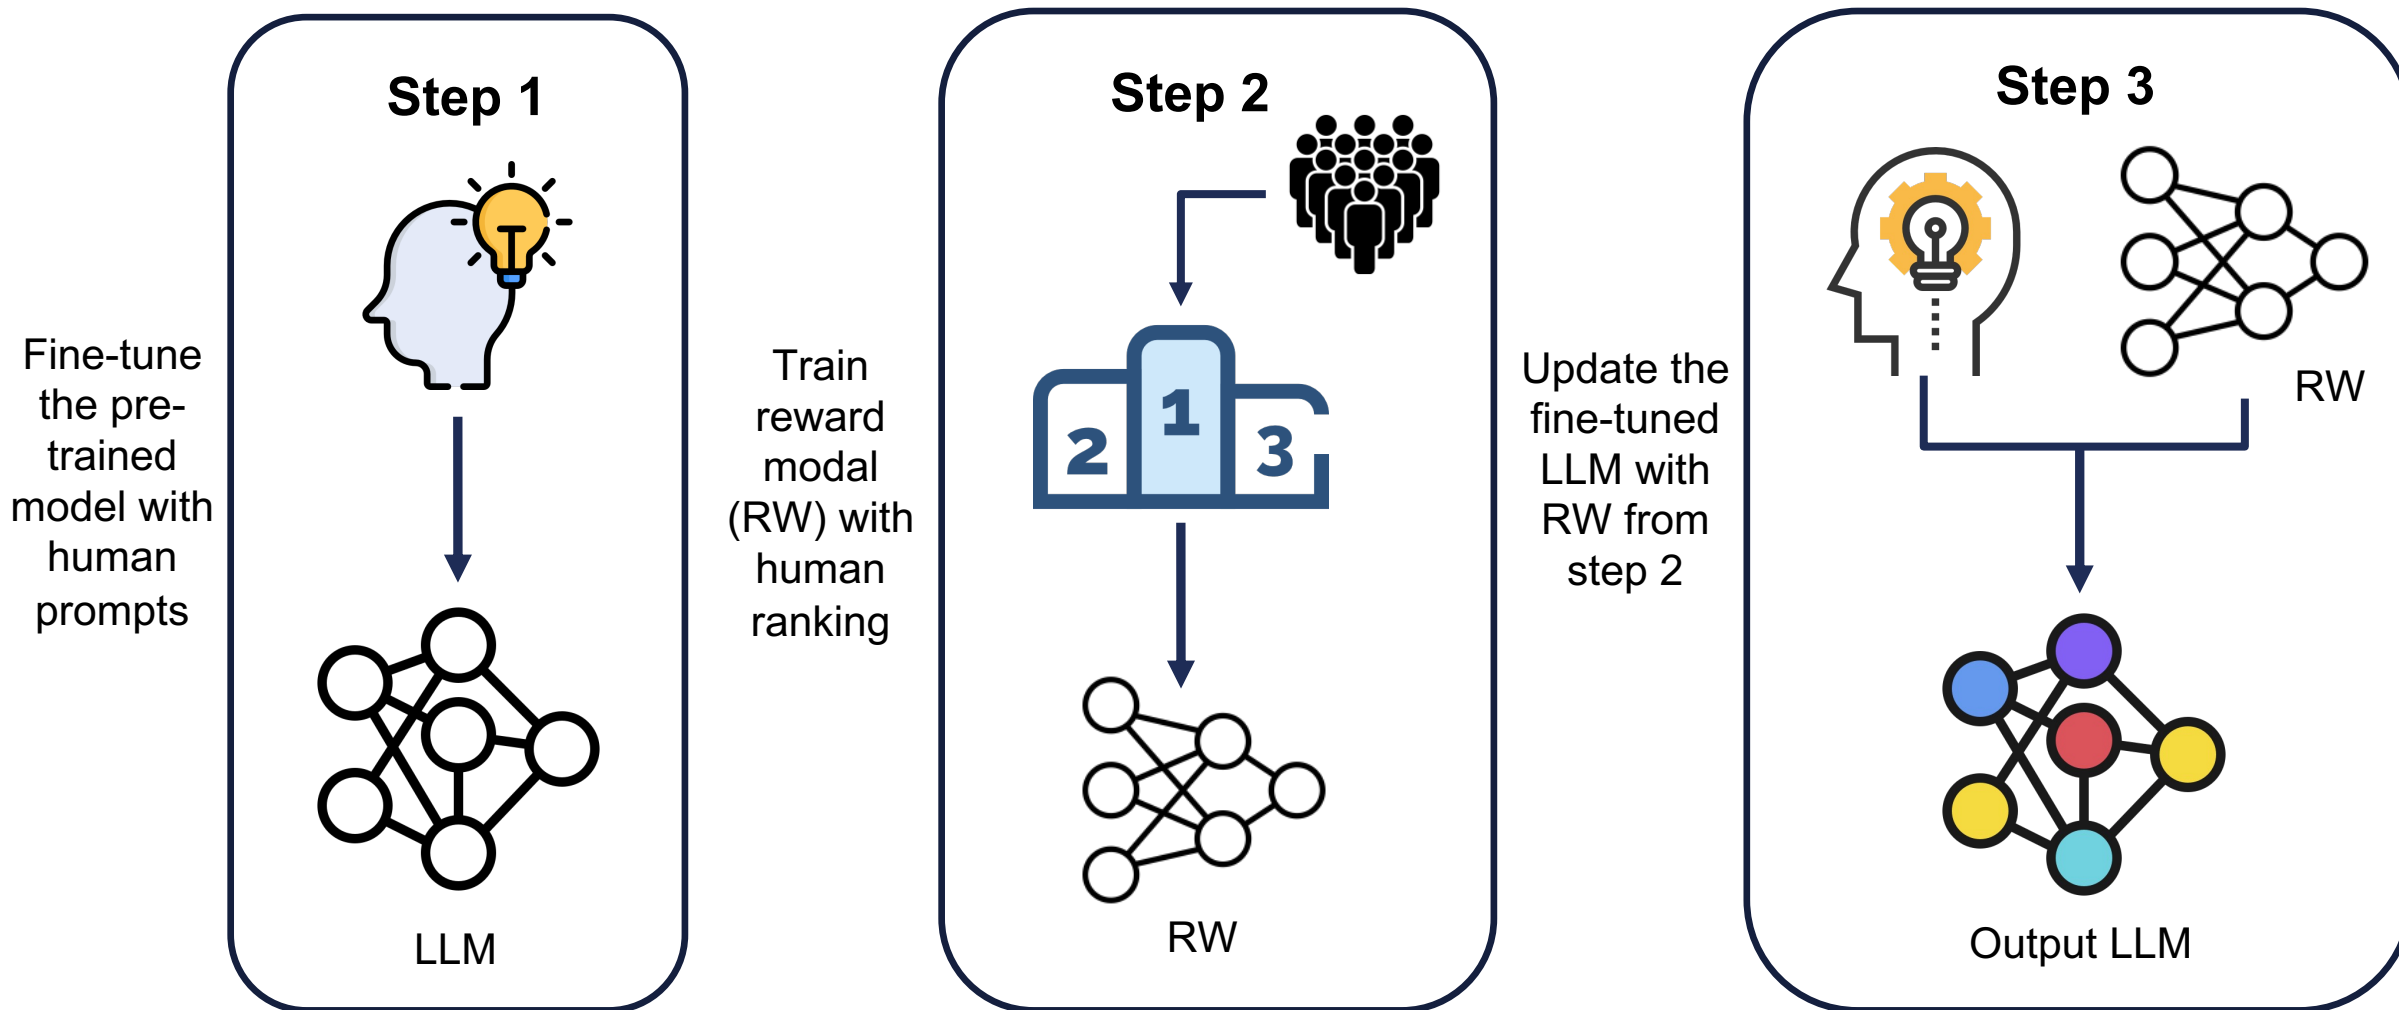 Step 1
Fine-tune
the pre-
trained
model with
human
prompts
LLM
Step 2
Train
reward
modal
(RW) with
human
ranking
2
1
3
RW
Step 3
Update the
fine-tuned
LLM with
RW from
step 2
RW
Output LLM